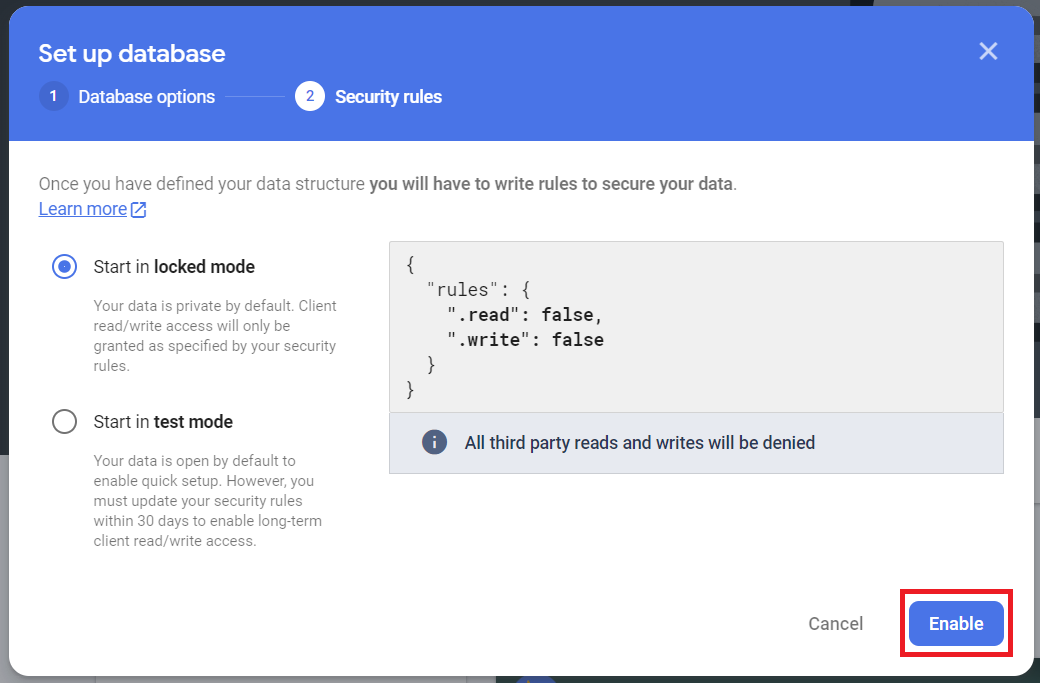 Set up database
1 Database options
2 Security rules
Once you have defined your data structure you will have to write rules to secure your data.
Learn more
Start in locked mode
Your data is private by default. Client
read/write access will only be
granted as specified by your security
rules.
Start in test mode
Your data is open by default to
enable quick setup. However, you
must update your security rules
within 30 days to enable long-term
client read/write access.
{
"rules": {
".read": false,
".write": false
}
}
All third party reads and writes will be denied
Cancel
Enable